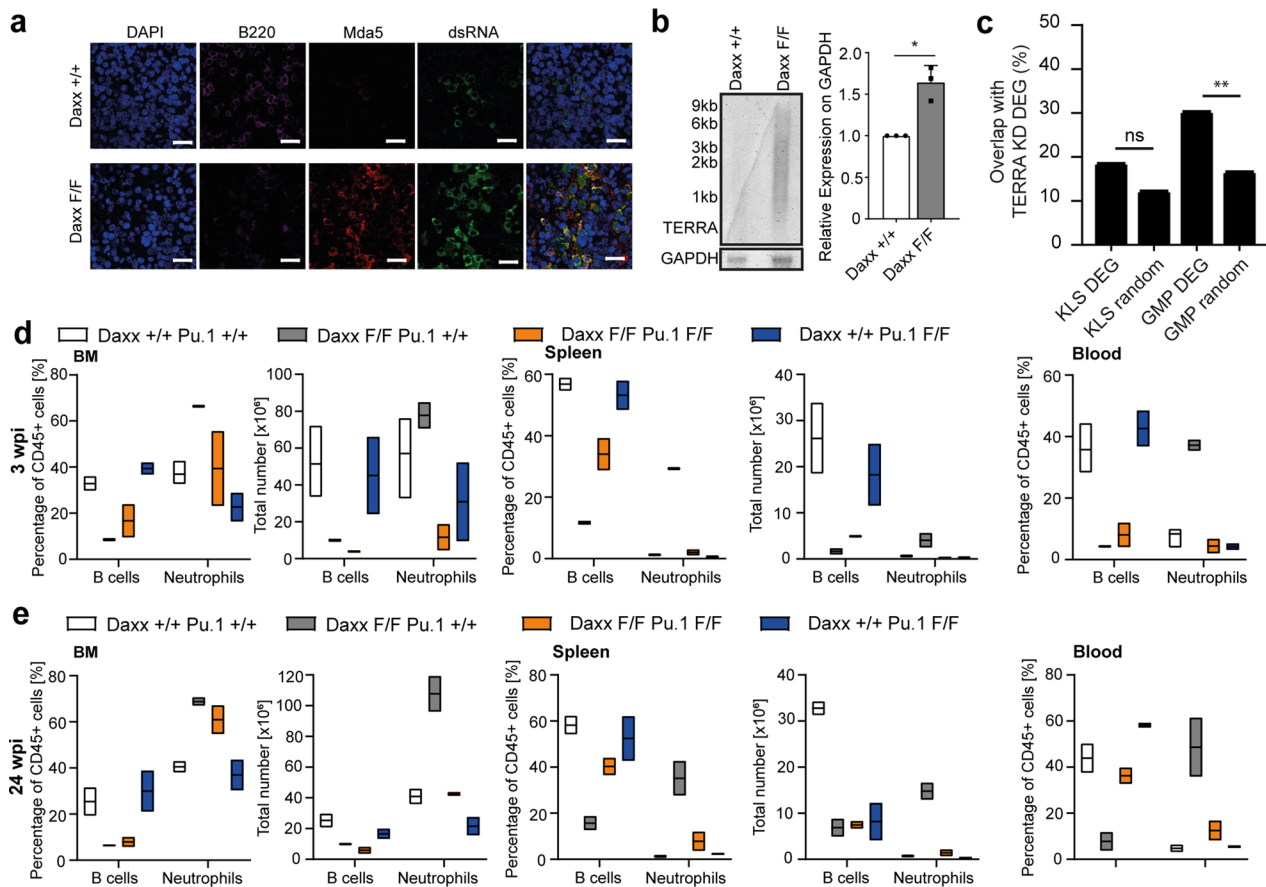 a
DAPI B220 Mda5 dsRNA
Daxx +/+
Daxx F/F
b
Daxx +/+
Daxx F/F
9kb
6kb
3kb
2kb
1kb
TERRA
GAPDH
Relative Expression on GAPDH
2.0
1.5
1.0
0.5
0
*
Daxx +/+
Daxx F/F
c
Overlap with
TERRA KD DEG (%)
50
40
30
20
10
0
ns
**
KLS DEG
KLS random
GMP DEG
GMP random
d
Daxx +/+ Pu.1 +/+ Daxx F/F Pu.1 +/+ Daxx F/F Pu.1 F/F Daxx +/+ Pu.1 F/F
3 wpi
BM
Percentage of CD45+ cells [%]
80
60
40
20
0
B cells Neutrophils
Total number [x10⁶]
100
80
60
40
20
0
B cells Neutrophils
Spleen
Percentage of CD45+ cells [%]
60
40
20
0
B cells Neutrophils
Total number [x10⁶]
40
30
20
10
0
B cells Neutrophils
Blood
Percentage of CD45+ cells [%]
60
40
20
0
B cells Neutrophils
e
Daxx +/+ Pu.1 +/+ Daxx F/F Pu.1 +/+ Daxx F/F Pu.1 F/F Daxx +/+ Pu.1 F/F
24 wpi
BM
Percentage of CD45+ cells [%]
80
60
40
20
0
B cells Neutrophils
Total number [x10⁶]
120
100
80
60
40
20
0
B cells Neutrophils
Spleen
Percentage of CD45+ cells [%]
80
60
40
20
0
B cells Neutrophils
Total number [x10⁶]
40
30
20
10
0
B cells Neutrophils
Blood
Percentage of CD45+ cells [%]
80
60
40
20
0
B cells Neutrophils